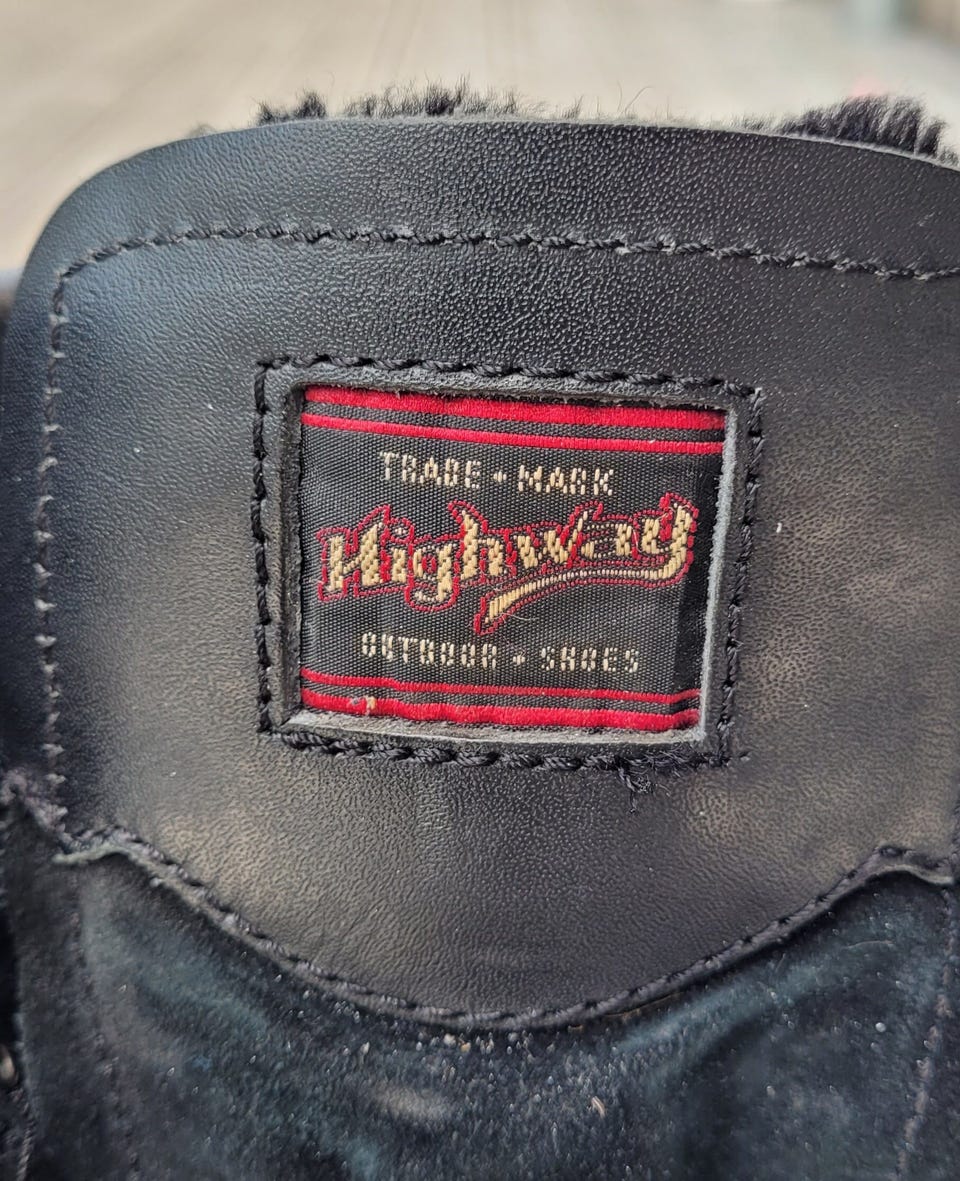 TRADE + MARK
Highway
OUTDOOR + SHOES